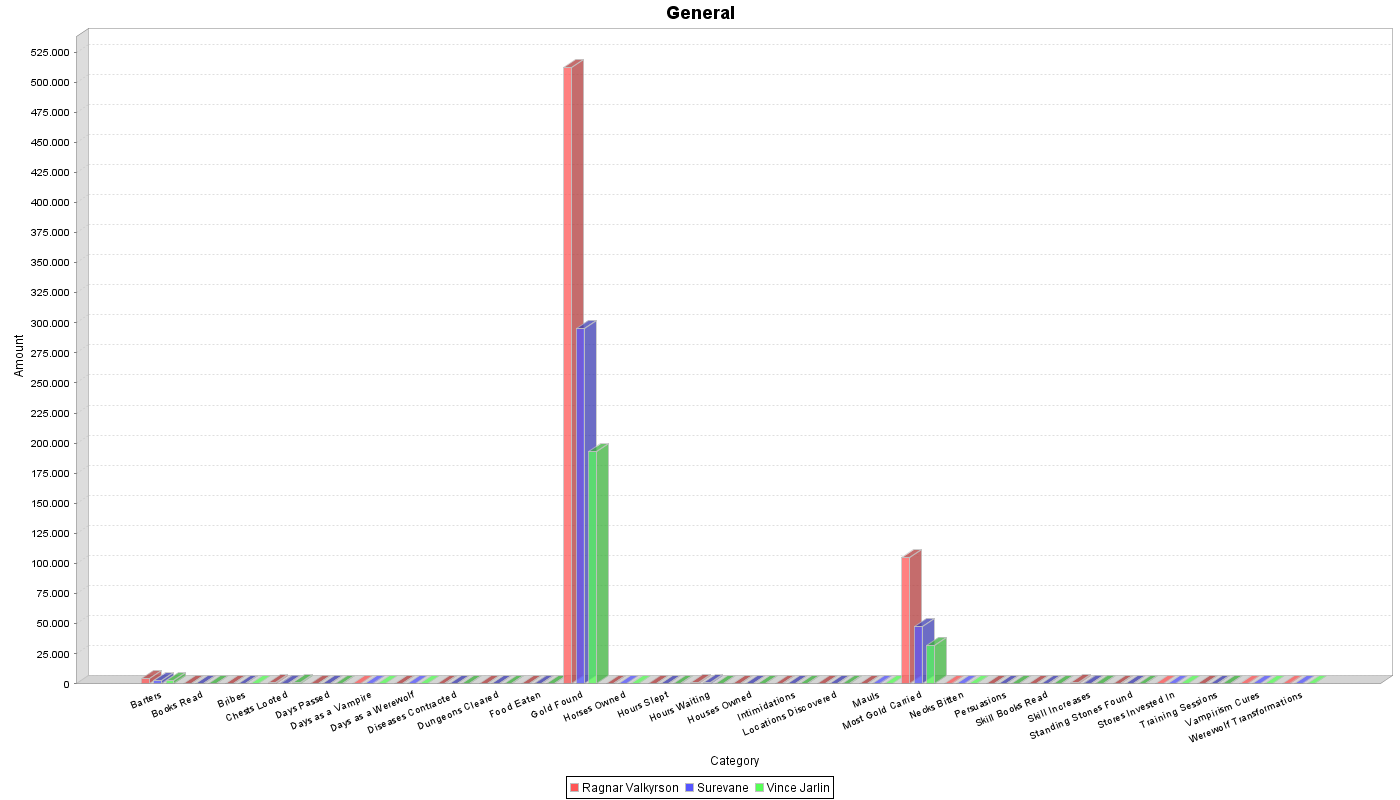 General
525.000
500.000
475.000
450.000
425.000
400.000
375.000
350.000
325.000
300.000
275.000
250.000
225.000
200.000
175.000
150.000
125.000
100.000
75.000
50.000
25.000
0
Amount
Barters
Books Read
Bribes
Chests Looted
Days Passed
Days as a Vampire
Days as a Werewolf
Diseases Contracted
Dungeons Cleared
Food Eaten
Gold Found
Horses Owned
Hours Slept
Hours Waiting
Houses Owned
Intimidations
Locations Discovered
Mauls
Most Gold Carried
Necks Bitten
Persuasions
Skill Books Read
Skill Increases
Standing Stones Found
Stores Invested In
Training Sessions
Vampirism Cures
Werewolf Transformations
Category
Ragnar Valkyrson Surevane Vince Jarlin